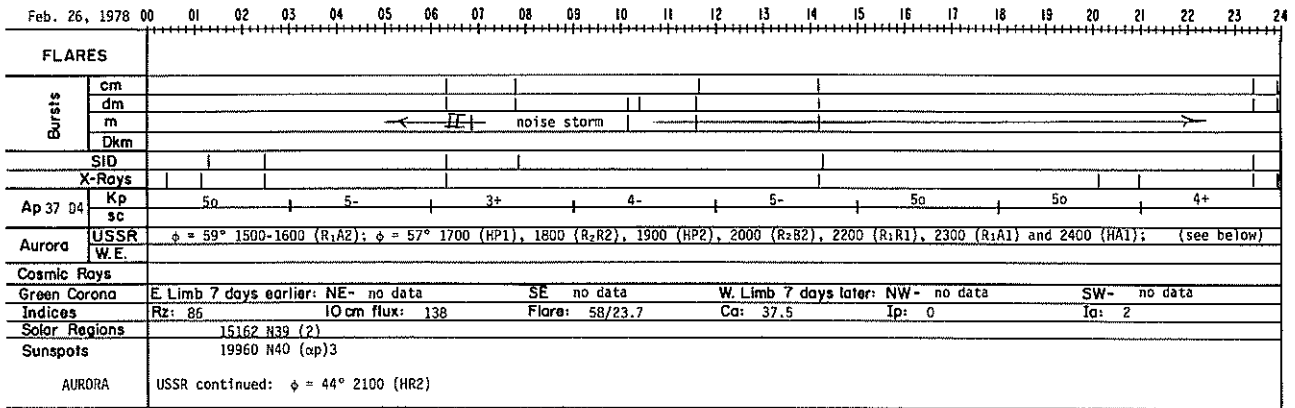 Feb. 26, 1978 00 01 02 03 04 05 06 07 08 09 10 11 12 13 14 15 16 17 18 19 20 21 22 23 24
FLARES
Bursts
cm
dm
m II noise storm
Dkm
SID
X-Rays
Ap 37 D4 Kp 5o 5- 3+ 4- 5- 5o 5o 4+
sc
Aurora USSR φ = 59° 1500-1600 (R₁A2); φ = 57° 1700 (HP1), 1800 (R₂R2), 1900 (HP2), 2000 (R₂B2), 2200 (R₁R1), 2300 (R₁A1) and 2400 (HA1); (see below)
W.E.
Cosmic Rays
Green Corona E. Limb 7 days earlier: NE- no data SE no data W. Limb 7 days later: NW- no data SW- no data
Indices Rz: 86 10 cm flux: 138 Flare: 58/23.7 Ca: 37.5 Ip: 0 Ia: 2
Solar Regions 15162 N39 (2)
Sunspots 19960 N40 (αp)3
AURORA USSR continued: φ = 44° 2100 (HR2)